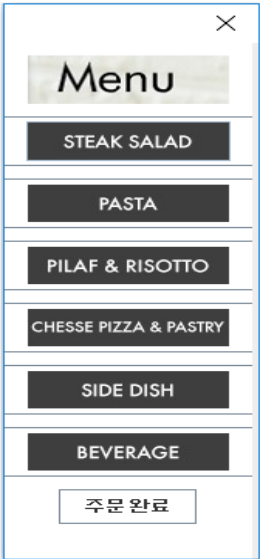 Menu
STEAK SALAD
PASTA
PILAF & RISOTTO
CHESSE PIZZA & PASTRY
SIDE DISH
BEVERAGE
주문완료